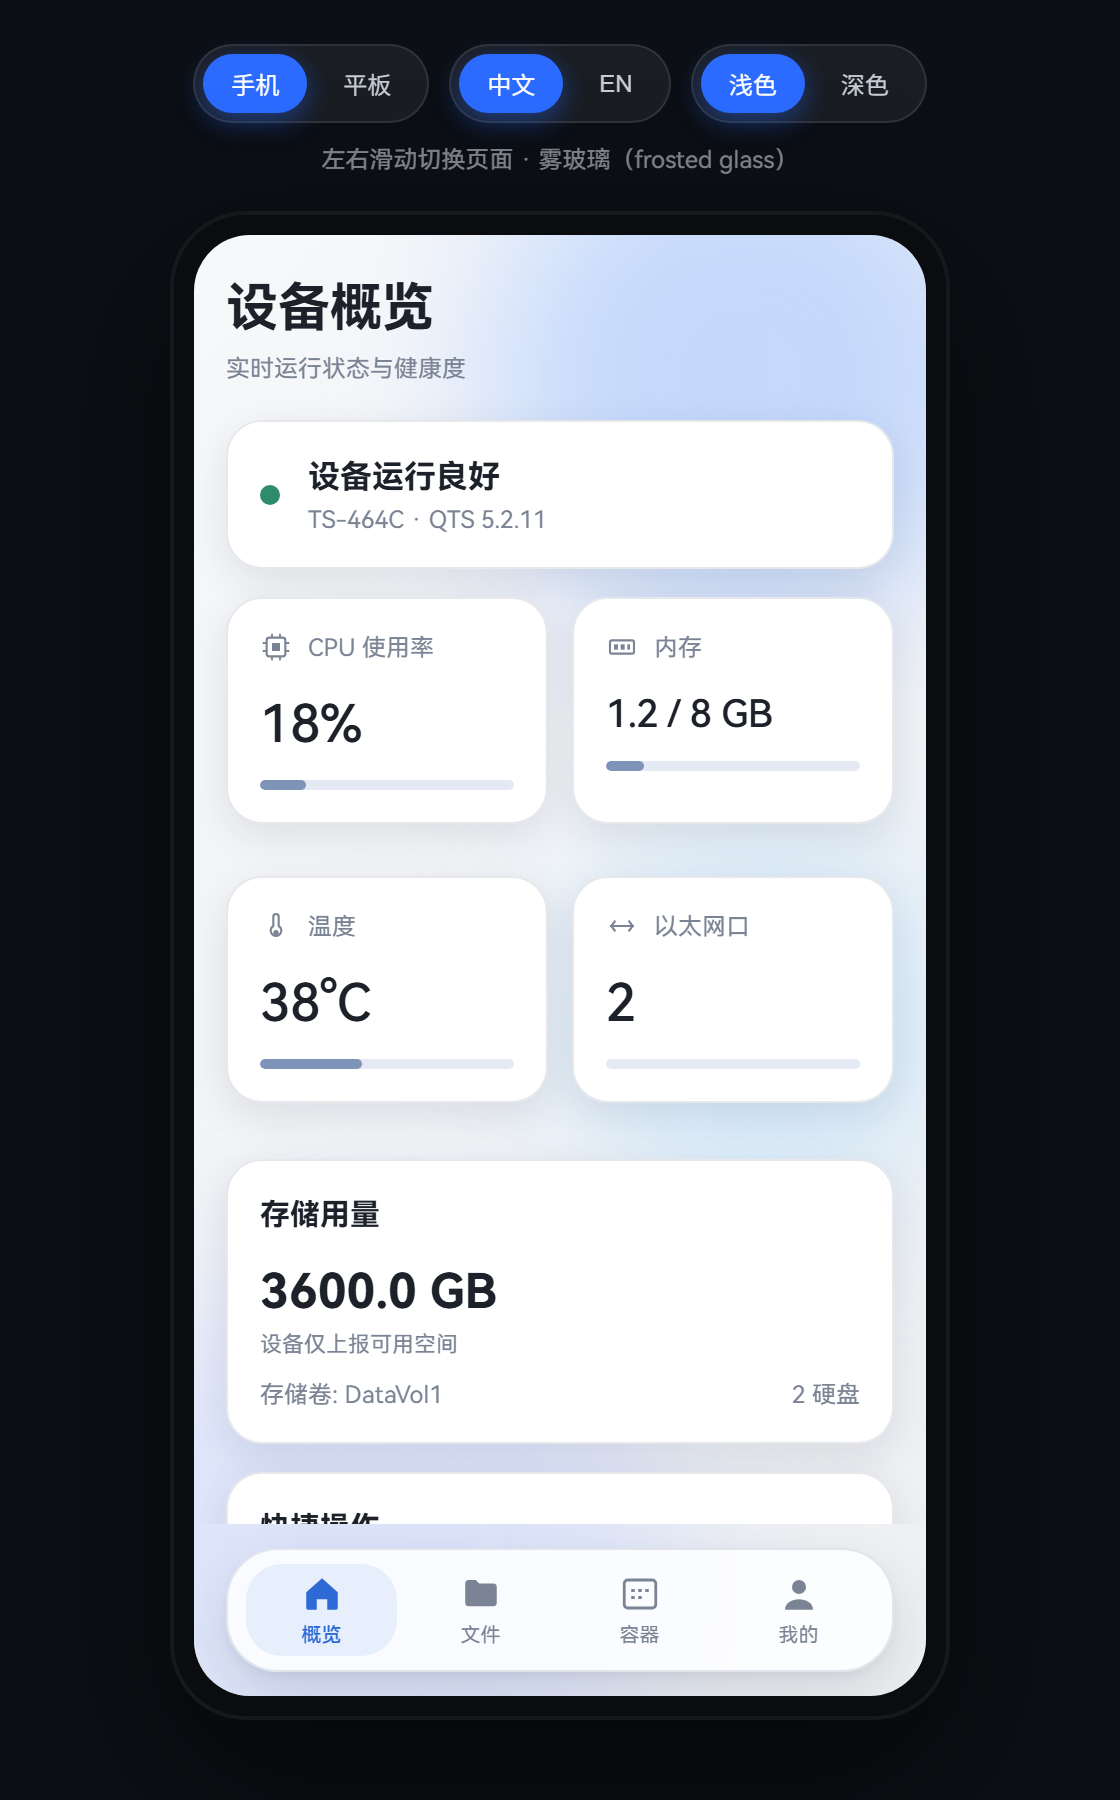 手机 平板 中文 EN 浅色 深色
左右滑动切换页面 · 雾玻璃（frosted glass）
设备概览
实时运行状态与健康度
设备运行良好
TS-464C · QTS 5.2.11
CPU 使用率
18%
内存
1.2 / 8 GB
温度
38°C
以太网口
2
存储用量
3600.0 GB
设备仅上报可用空间
存储卷: DataVol1 2 硬盘
快捷操作
概览 文件 容器 我的